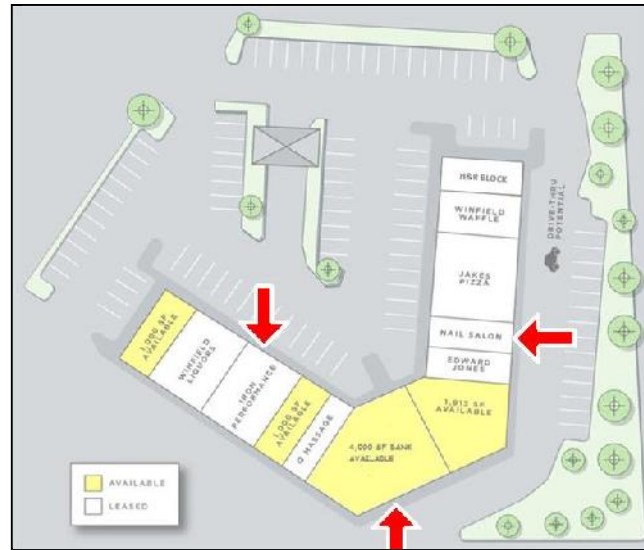 H&R BLOCK
WINFIELD
WAFFLE
JAKES
PIZZA
NAIL SALON
EDWARD
JONES
DRIVE-THRU
POTENTIAL
SF
AVAILABLE
1,000 SF
AVAILABLE
WINFIELD
LIQUORS
IRON
PERFORMANCE
1,000 SF
AVAILABLE
Q MASSAGE
4,000 SF BANK
AVAILABLE
AVAILABLE
LEASED